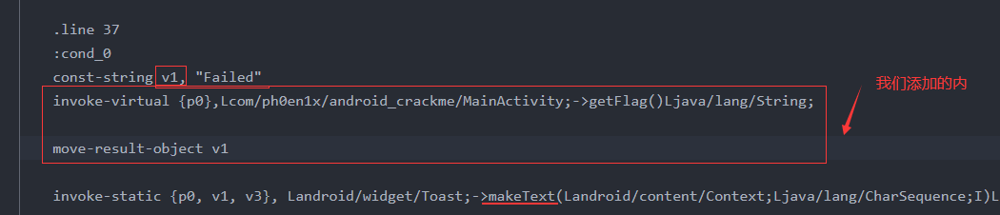 .line 37
:cond_0
const-string v1, "Failed"
invoke-virtual {p0},Lcom/ph0en1x/android_crackme/MainActivity;->getFlag()Ljava/lang/String;
我们添加的内
move-result-object v1
invoke-static {p0, v1, v3}, Landroid/widget/Toast;->makeText(Landroid/content/Context;Ljava/lang/CharSequence;I)L